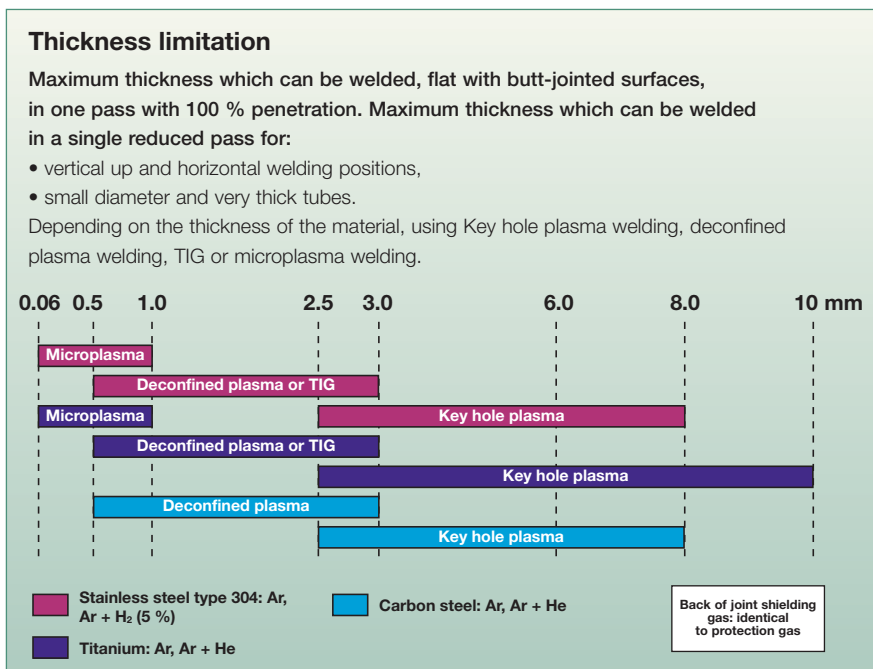 Thickness limitation
Maximum thickness which can be welded, flat with butt-jointed surfaces,
in one pass with 100 % penetration. Maximum thickness which can be welded
in a single reduced pass for:
• vertical up and horizontal welding positions,
• small diameter and very thick tubes.
Depending on the thickness of the material, using Key hole plasma welding, deconfined
plasma welding, TIG or microplasma welding.
0.06 0.5 1.0 2.5 3.0 6.0 8.0 10 mm
Microplasma
Deconfined plasma or TIG
Microplasma Key hole plasma
Deconfined plasma or TIG
Key hole plasma
Deconfined plasma
Key hole plasma
Stainless steel type 304: Ar,
Ar + H₂ (5 %)
Titanium: Ar, Ar + He
Carbon steel: Ar, Ar + He
Back of joint shielding
gas: identical
to protection gas